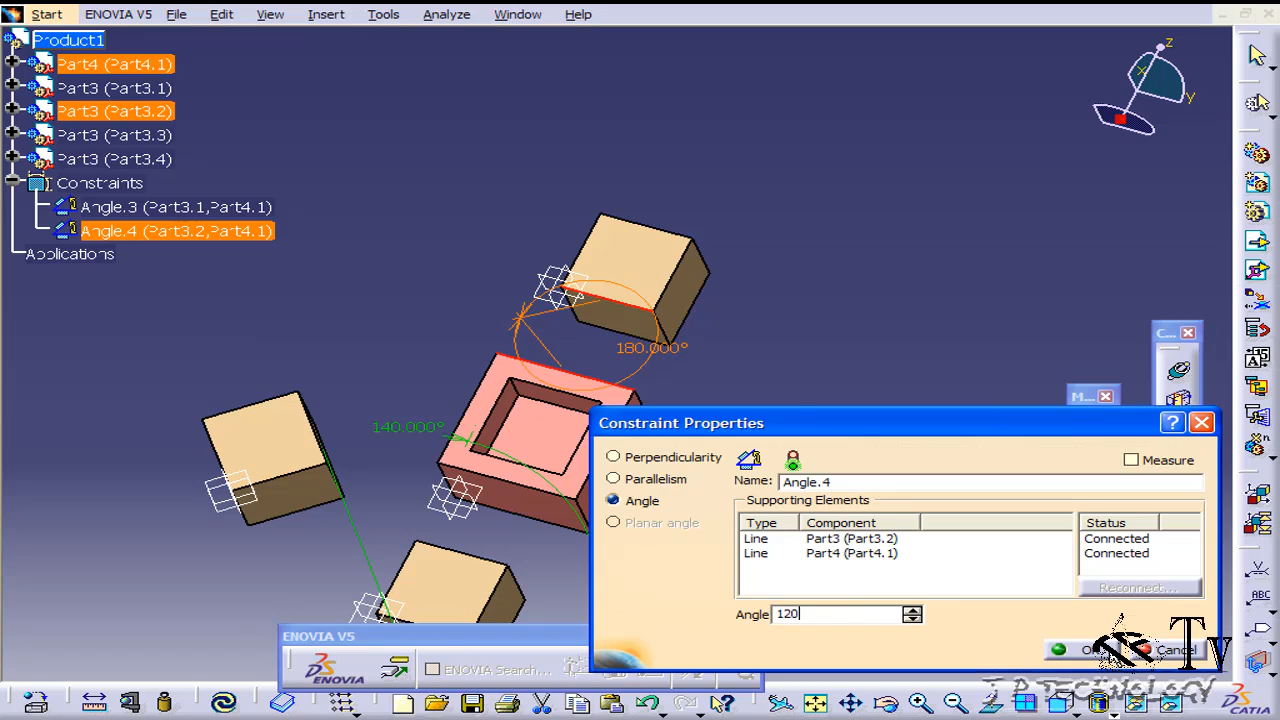 Start ENOVIA V5 File Edit View Insert Tools Analyze Window Help
Product1
Part4 (Part4.1)
Part3 (Part3.1)
Part3 (Part3.2)
Part3 (Part3.3)
Part3 (Part3.4)
Constraints
Angle.3 (Part3.1,Part4.1)
Angle.4 (Part3.2,Part4.1)
Applications
z
x
y
180.000°
140.000°
C...
M...
Constraint Properties
Perpendicularity
Parallelism
Angle
Planar angle
Measure
Name: Angle.4
Supporting Elements
Type Component Status
Line Part3 (Part3.2) Connected
Line Part4 (Part4.1) Connected
Reconnect...
Angle 120
Cancel
ENOVIA V5
ENOVIA
ENOVIA Search...
Tv
TECHNOLOGY
CATIA
ABC